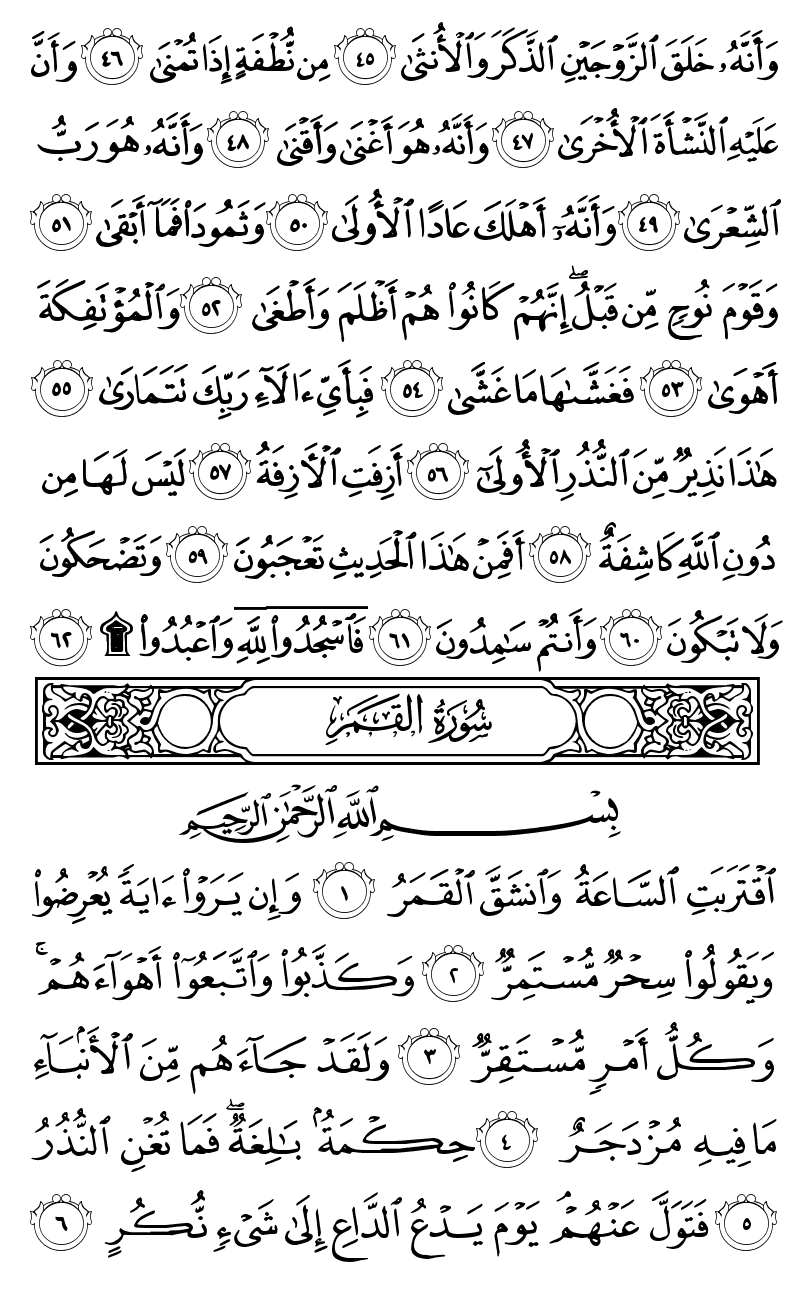 وَأَنَّهُۥ خَلَقَ ٱلزَّوۡجَيۡنِ ٱلذَّكَرَ وَٱلۡأُنثَىٰ ٤٥ مِن نُّطۡفَةٍ إِذَا تُمۡنَىٰ ٤٦ وَأَنَّ
عَلَيۡهِ ٱلنَّشۡأَةَ ٱلۡأُخۡرَىٰ ٤٧ وَأَنَّهُۥ هُوَ أَغۡنَىٰ وَأَقۡنَىٰ ٤٨ وَأَنَّهُۥ هُوَ رَبُّ
ٱلشِّعۡرَىٰ ٤٩ وَأَنَّهُۥٓ أَهۡلَكَ عَادًا ٱلۡأُولَىٰ ٥٠ وَثَمُودَاْ فَمَآ أَبۡقَىٰ ٥١
وَقَوۡمَ نُوحٖ مِّن قَبۡلُۖ إِنَّهُمۡ كَانُواْ هُمۡ أَظۡلَمَ وَأَطۡغَىٰ ٥٢ وَٱلۡمُؤۡتَفِكَةَ
أَهۡوَىٰ ٥٣ فَغَشَّىٰهَا مَا غَشَّىٰ ٥٤ فَبِأَيِّ ءَالَآءِ رَبِّكَ تَتَمَارَىٰ ٥٥
هَٰذَا نَذِيرٞ مِّنَ ٱلنُّذُرِ ٱلۡأُولَىٰٓ ٥٦ أَزِفَتِ ٱلۡأٓزِفَةُ ٥٧ لَيۡسَ لَهَا مِن
دُونِ ٱللَّهِ كَاشِفَةٌ ٥٨ أَفَمِنۡ هَٰذَا ٱلۡحَدِيثِ تَعۡجَبُونَ ٥٩ وَتَضۡحَكُونَ
وَلَا تَبۡكُونَ ٦٠ وَأَنتُمۡ سَٰمِدُونَ ٦١ فَٱسۡجُدُواْۤ لِلَّهِۤ وَٱعۡبُدُواْ ۩ ٦٢
سُورَةُ القَمَرِ
بِسۡمِ ٱللَّهِ ٱلرَّحۡمَٰنِ ٱلرَّحِيمِ
ٱقۡتَرَبَتِ ٱلسَّاعَةُ وَٱنشَقَّ ٱلۡقَمَرُ ١ وَإِن يَرَوۡاْ ءَايَةٗ يُعۡرِضُواْ
وَيَقُولُواْ سِحۡرٞ مُّسۡتَمِرّٞ ٢ وَكَذَّبُواْ وَٱتَّبَعُوٓاْ أَهۡوَآءَهُمۡۚ
وَكُلُّ أَمۡرٖ مُّسۡتَقِرّٞ ٣ وَلَقَدۡ جَآءَهُم مِّنَ ٱلۡأَنۢبَآءِ
مَا فِيهِ مُزۡدَجَرٌ ٤ حِكۡمَةُۢ بَٰلِغَةٞۖ فَمَا تُغۡنِ ٱلنُّذُرُ
٥ فَتَوَلَّ عَنۡهُمۡۘ يَوۡمَ يَدۡعُ ٱلدَّاعِ إِلَىٰ شَيۡءٖ نُّكُرٍ ٦